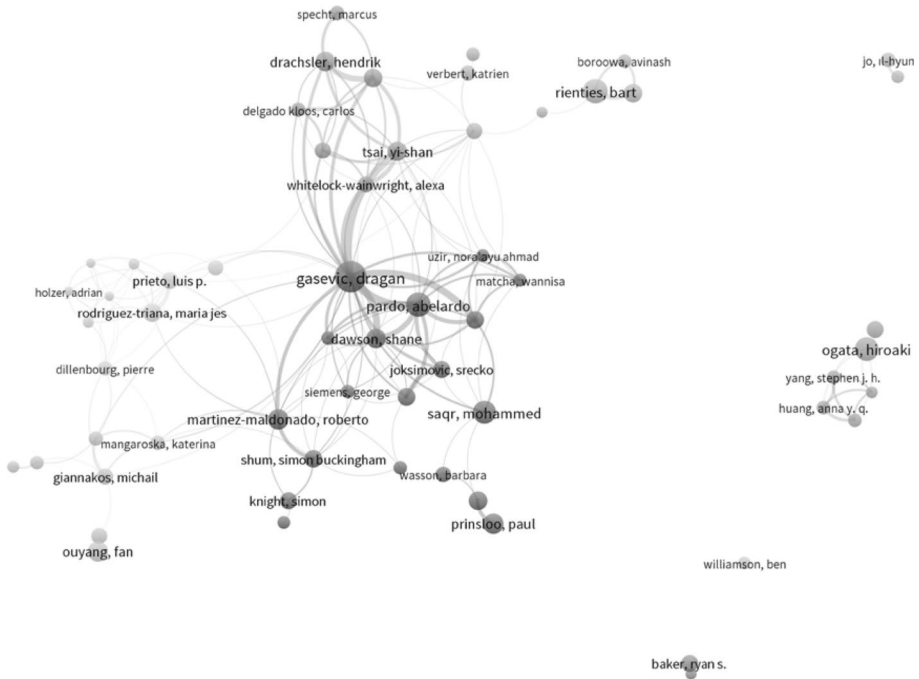 specht, marcus
drachsler, hendrik
verbert, katrien
boroowa, avinash
jo, il-hyun
rienties, bart
delgado kloos, carlos
tsai, yi-shan
whitelock-wainwright, alexa
uzir, nora'ayu ahmad
gasevic, dragan
matcha, wannisa
prieto, luis p.
holzer, adrian
pardo, abelardo
rodriguez-triana, maria jes
dawson, shane
ogata, hiroaki
dillenbourg, pierre
joksimovic, srecko
yang, stephen j. h.
siemens, george
huang, anna y. q.
saqr, mohammed
martinez-maldonado, roberto
mangaroska, katerina
shum, simon buckingham
giannakos, michail
wasson, barbara
knight, simon
prinsloo, paul
ouyang, fan
williamson, ben
baker, ryan s.